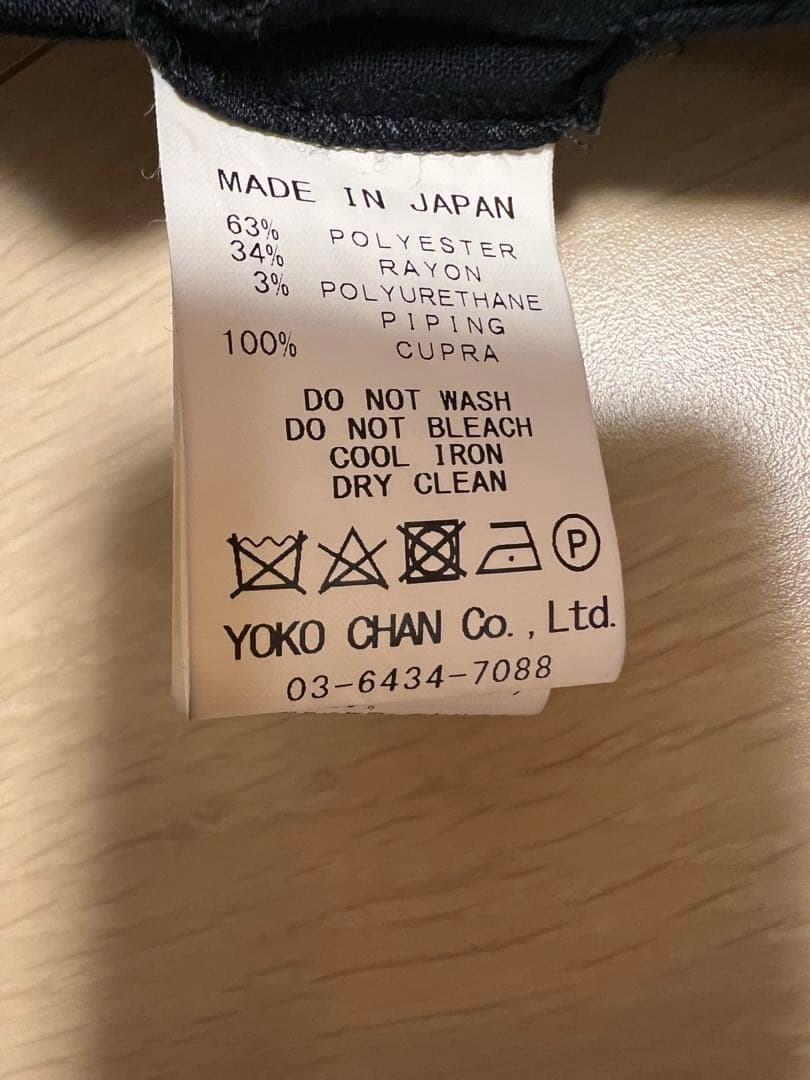 MADE IN JAPAN
63% POLYESTER
34% RAYON
3% POLYURETHANE
PIPING
100% CUPRA
DO NOT WASH
DO NOT BLEACH
COOL IRON
DRY CLEAN
P
YOKO CHAN Co., Ltd.
03-6434-7088